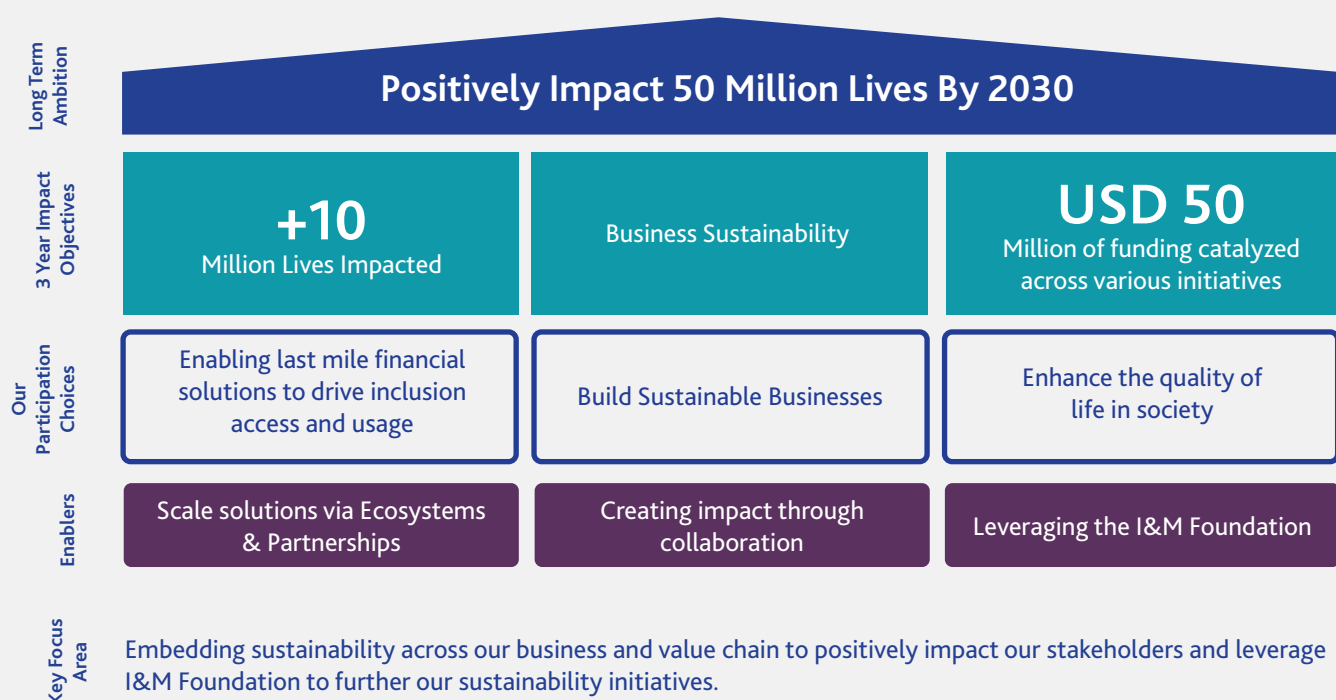 Long Term
Ambition
Positively Impact 50 Million Lives By 2030
3 Year Impact
Objectives
+10
Million Lives Impacted
Business Sustainability
USD 50
Million of funding catalyzed
across various initiatives
Our
Participation
Choices
Enabling last mile financial
solutions to drive inclusion
access and usage
Build Sustainable Businesses
Enhance the quality of
life in society
Enablers
Scale solutions via Ecosystems
& Partnerships
Creating impact through
collaboration
Leveraging the I&M Foundation
Key Focus
Area
Embedding sustainability across our business and value chain to positively impact our stakeholders and leverage
I&M Foundation to further our sustainability initiatives.